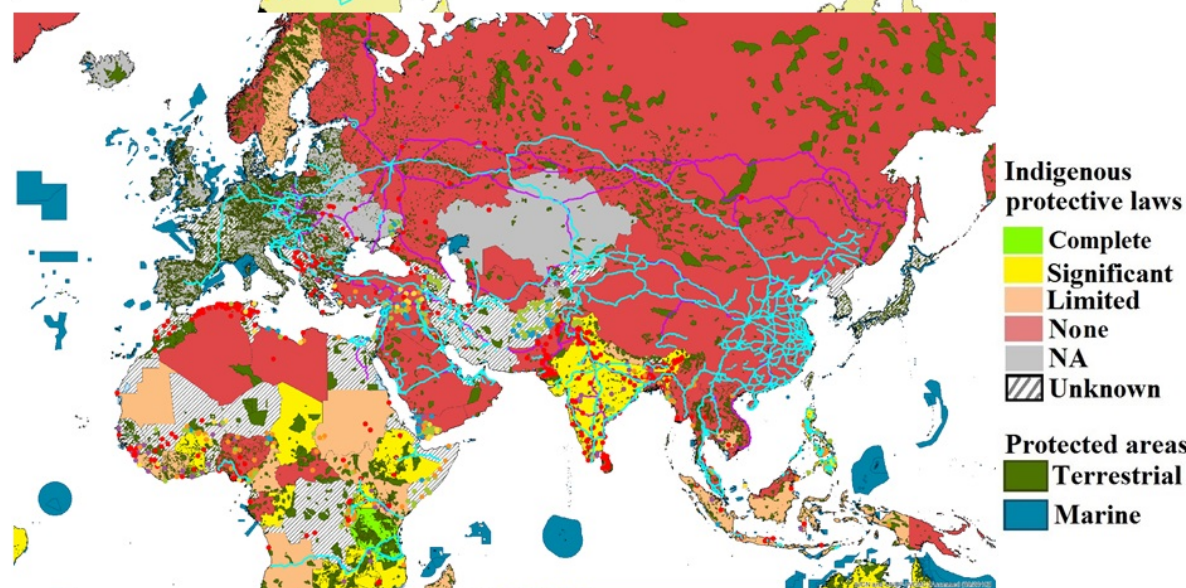 Indigenous
protective laws
Complete
Significant
Limited
None
NA
Unknown
Protected areas
Terrestrial
Marine